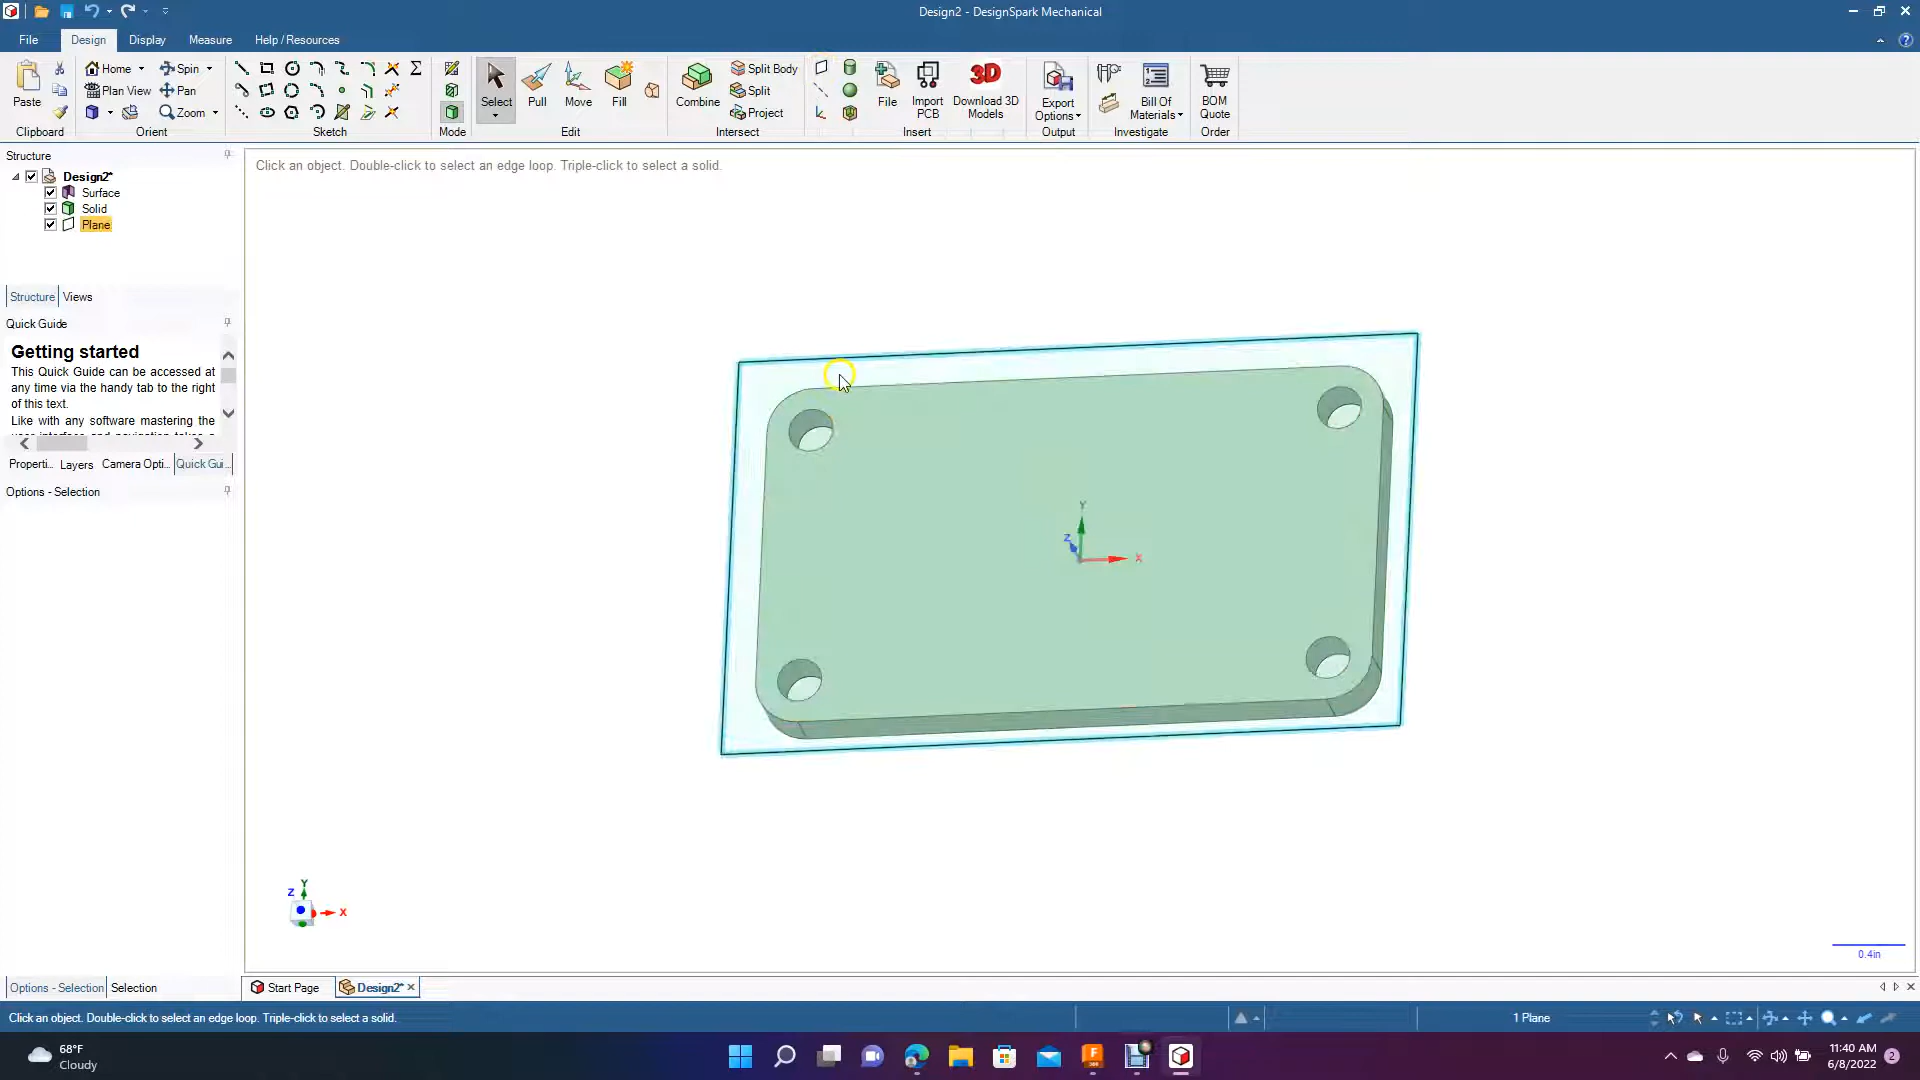 Design2 - DesignSpark Mechanical
File Design Display Measure Help / Resources
Paste
Home
Plan View
Spin
Pan
Zoom
Select
Pull
Move
Fill
Combine
Split Body
Split
Project
File
Import PCB
Download 3D Models
3D
Export Options
Bill Of Materials
BOM Quote
Clipboard Orient Sketch Mode Edit Intersect Insert Output Investigate Order
Structure
Design2*
Surface
Solid
Plane
Structure Views
Quick Guide
Getting started
This Quick Guide can be accessed at
any time via the handy tab to the right
of this text.
Like with any software mastering the
Properti... Layers Camera Opti... Quick Gui...
Options - Selection
Click an object. Double-click to select an edge loop. Triple-click to select a solid.
Y
Z
X
Y
Z
X
0.4in
Options - Selection Selection
Start Page Design2*
Click an object. Double-click to select an edge loop. Triple-click to select a solid.
1 Plane
68°F
Cloudy
11:40 AM
6/8/2022
2